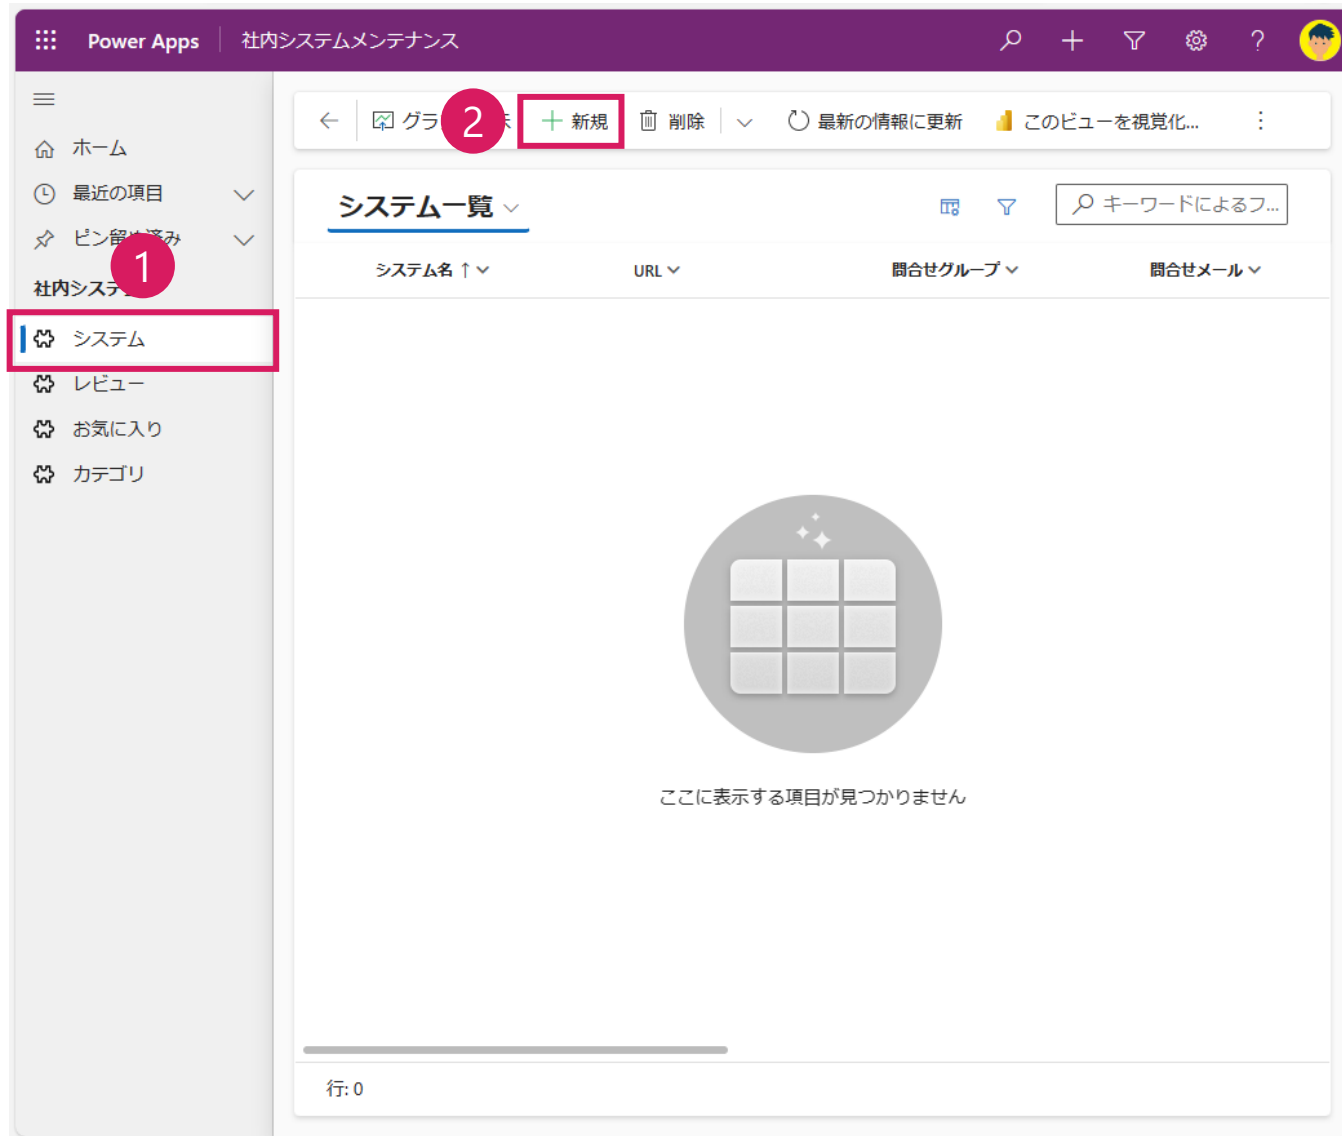 Power Apps 社内システムメンテナンス
グラ 2 + 新規 削除 最新の情報に更新 このビューを視覚化...
ホーム
最近の項目
ピン留め済み
1
社内システ
システム
レビュー
お気に入り
カテゴリ
システム一覧 キーワードによるフ...
システム名 ↑ URL 問合せグループ 問合せメール
ここに表示する項目が見つかりません
行: 0